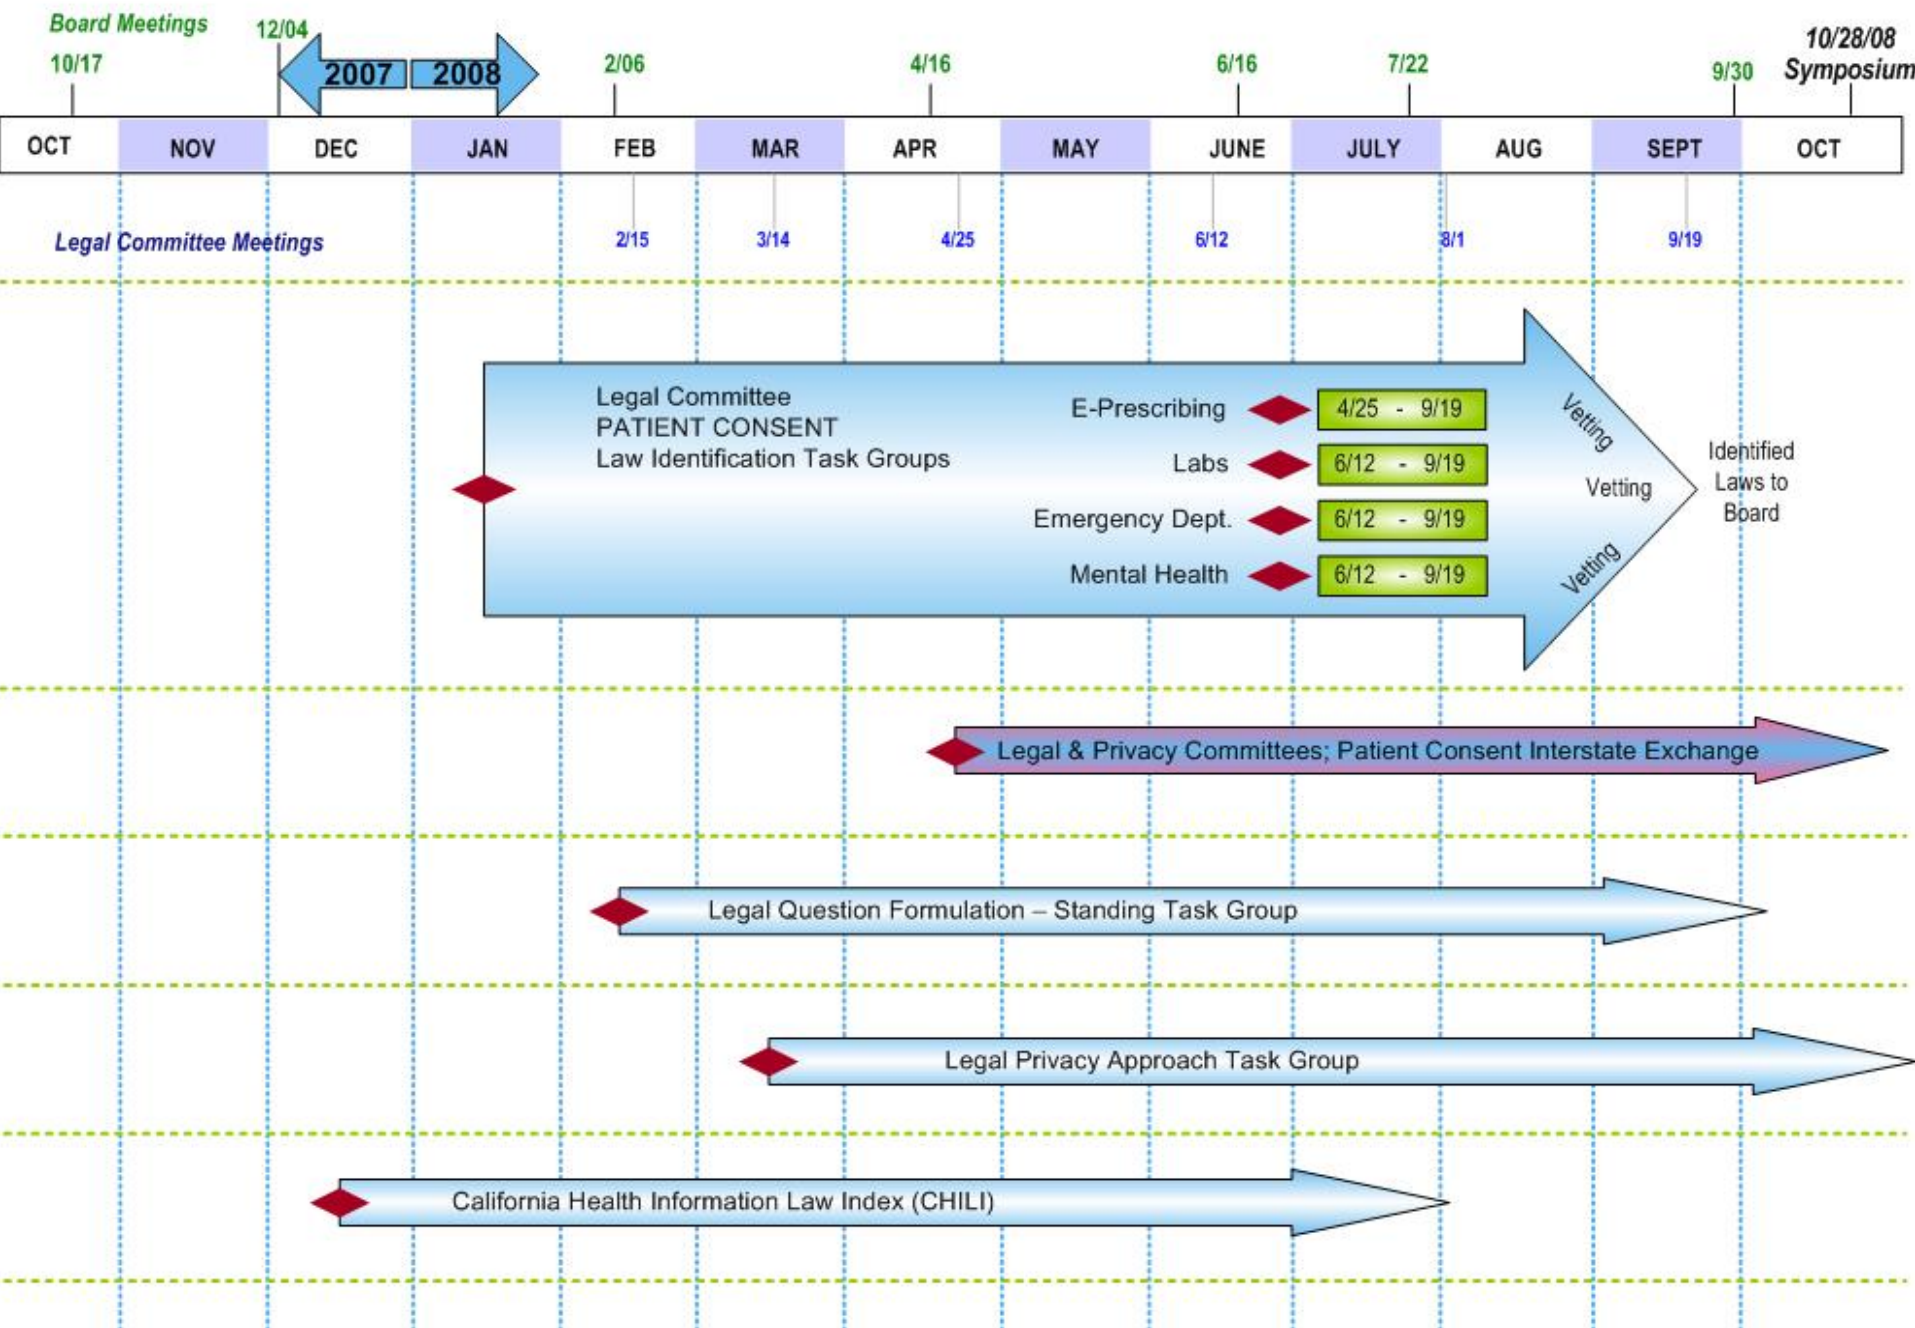 Board Meetings
12/04
10/28/08
Symposium
10/17
2007
2008
2/06
4/16
6/16
7/22
9/30
OCT NOV DEC JAN FEB MAR APR MAY JUNE JULY AUG SEPT OCT
Legal Committee Meetings
2/15
3/14
4/25
6/12
8/1
9/19
Legal Committee
PATIENT CONSENT
Law Identification Task Groups
E-Prescribing
4/25 - 9/19
Labs
6/12 - 9/19
Emergency Dept.
6/12 - 9/19
Mental Health
6/12 - 9/19
Vetting
Vetting
Vetting
Identified
Laws to
Board
Legal & Privacy Committees; Patient Consent Interstate Exchange
Legal Question Formulation – Standing Task Group
Legal Privacy Approach Task Group
California Health Information Law Index (CHILI)